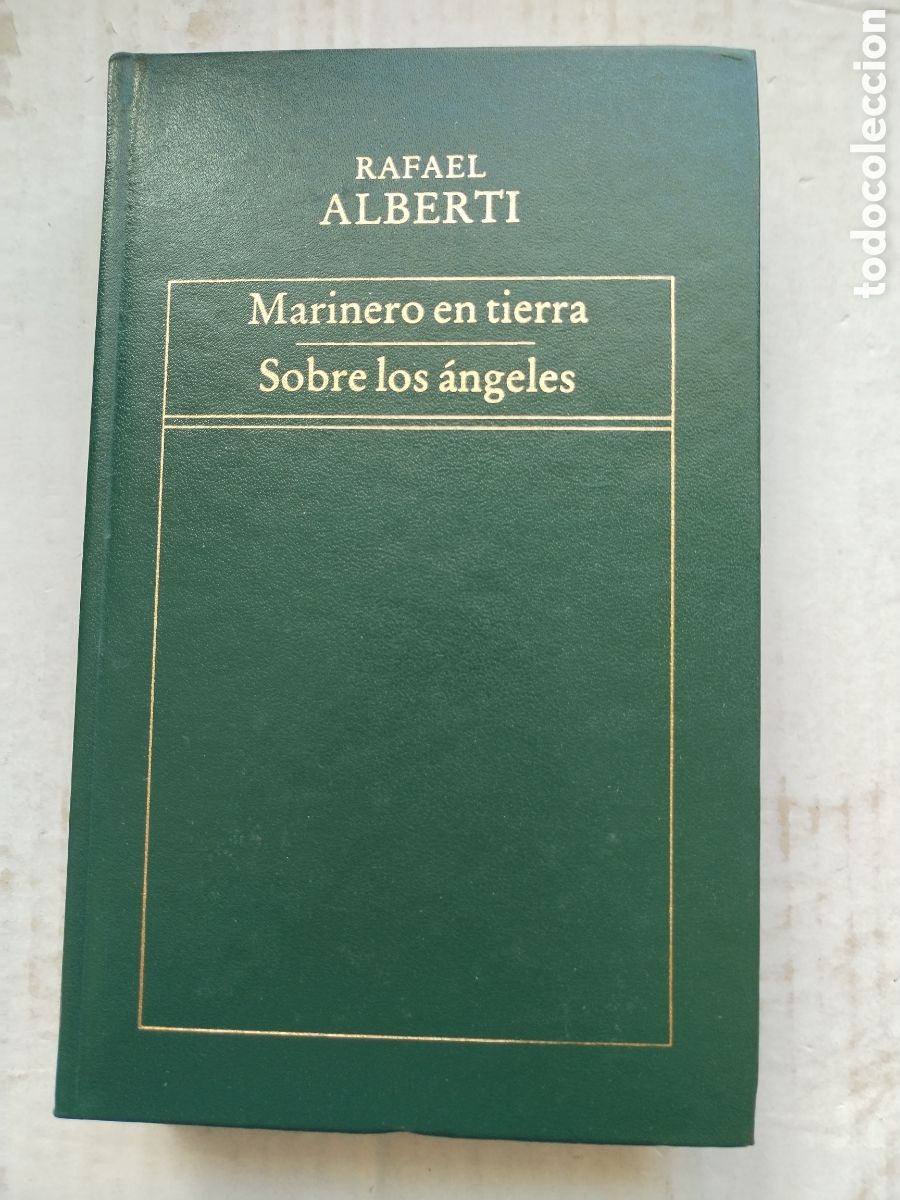 RAFAEL
ALBERTI
Marinero en tierra
Sobre los ángeles
todocoleccion